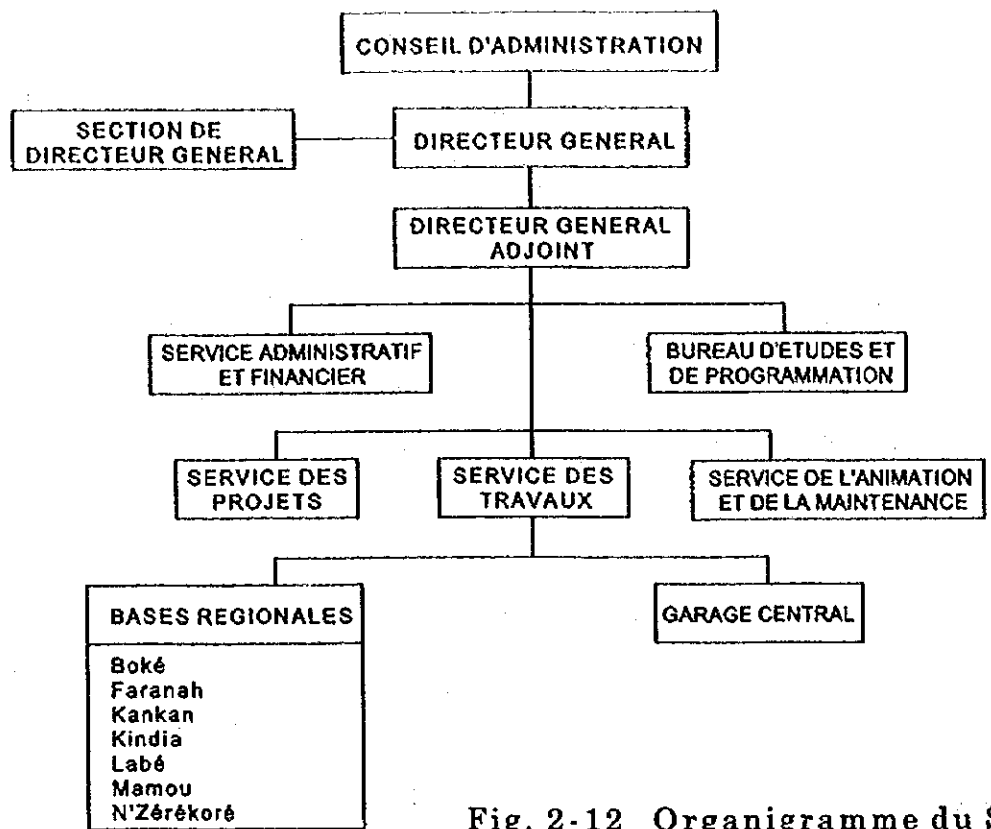 CONSEIL D'ADMINISTRATION
SECTION DE
DIRECTEUR GENERAL
DIRECTEUR GENERAL
DIRECTEUR GENERAL
ADJOINT
SERVICE ADMINISTRATIF
ET FINANCIER
BUREAU D'ETUDES ET
DE PROGRAMMATION
SERVICE DES
PROJETS
SERVICE DES
TRAVAUX
SERVICE DE L'ANIMATION
ET DE LA MAINTENANCE
BASES REGIONALES
Boké
Faranah
Kankan
Kindia
Labé
Mamou
N'Zérékoré
GARAGE CENTRAL
Fig. 2-12 Organigramme du